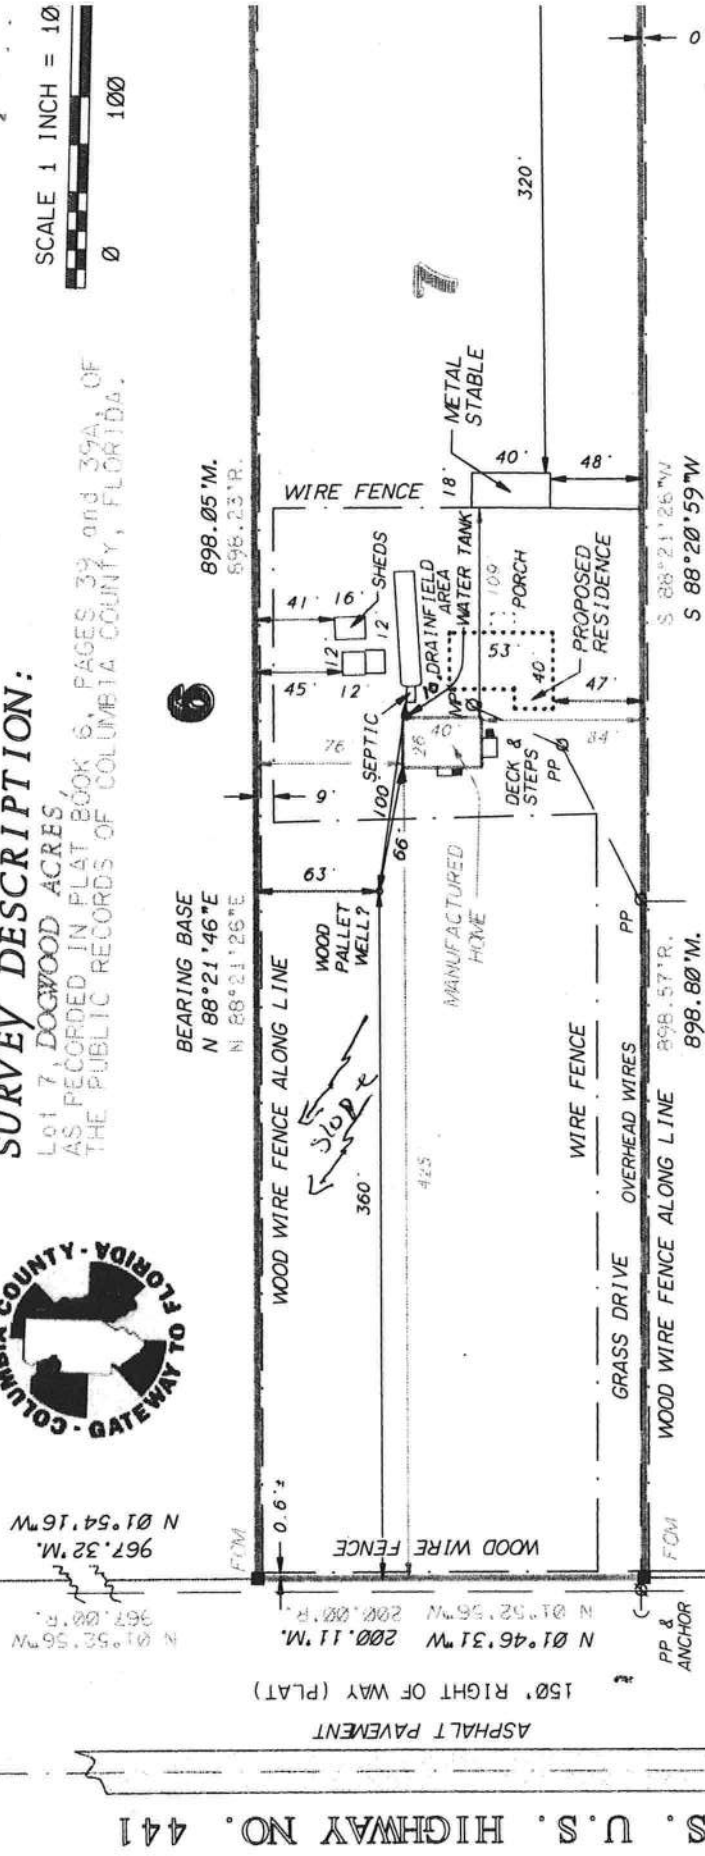 SCALE 1 INCH = 10
0 100
SURVEY DESCRIPTION:
Lot 7, DOGWOOD ACRES,
AS RECORDED IN PLAT BOOK 6, PAGES 39 and 39A, OF
THE PUBLIC RECORDS OF COLUMBIA COUNTY, FLORIDA.
COLUMBIA COUNTY - FLORIDA
GATEWAY TO
N 01°54'16"W
967.32'M.
967.00'R.
N 01°52'56"W
BEARING BASE
N 88°21'46"E
N 88°21'26"E
898.05'M.
898.23'R.
6
7
FCM
0.6'±
WOOD WIRE FENCE ALONG LINE
WOOD WIRE FENCE
N 01°52'56"W 200.00'R.
N 01°46'31"W 200.11'M.
150' RIGHT OF WAY (PLAT)
ASPHALT PAVEMENT
S. U.S. HIGHWAY NO. 441
slope
360'
425
63'
WOOD
PALLET
WELL?
9'
76
100'
66'
SEPTIC
26
40'
MANUFACTURED
HOME
45'
41'
12
12'
16'
12'
SHEDS
DRAINFIELD
AREA
WATER TANK
WIRE FENCE
18'
109'
PORCH
53'
40'
PROPOSED
RESIDENCE
47'
84'
MP
DECK &
STEPS
PP
METAL
STABLE
40'
48'
320'
0
WIRE FENCE
GRASS DRIVE
OVERHEAD WIRES
PP
WOOD WIRE FENCE ALONG LINE
898.57'R.
898.80'M.
S 88°21'26"W
S 88°20'59"W
FCM
PP &
ANCHOR